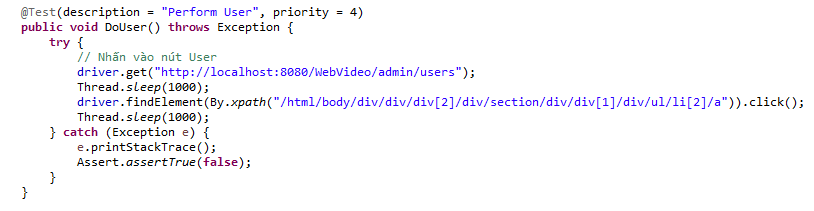 @Test(description = "Perform User", priority = 4)
public void DoUser() throws Exception {
    try {
        // Nhấn vào nút User
        driver.get("http://localhost:8080/WebVideo/admin/users");
        Thread.sleep(1000);
        driver.findElement(By.xpath("/html/body/div/div/div[2]/div/section/div/div[1]/div/ul/li[2]/a")).click();
        Thread.sleep(1000);
    } catch (Exception e) {
        e.printStackTrace();
        Assert.assertTrue(false);
    }
}